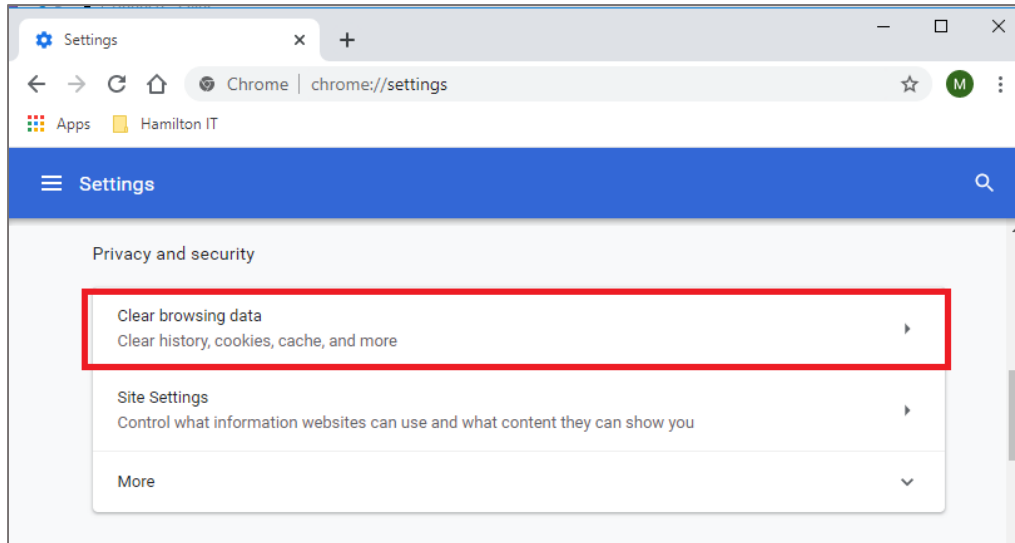 Settings
Chrome | chrome://settings
M
Apps Hamilton IT
Settings
Privacy and security
Clear browsing data
Clear history, cookies, cache, and more
Site Settings
Control what information websites can use and what content they can show you
More